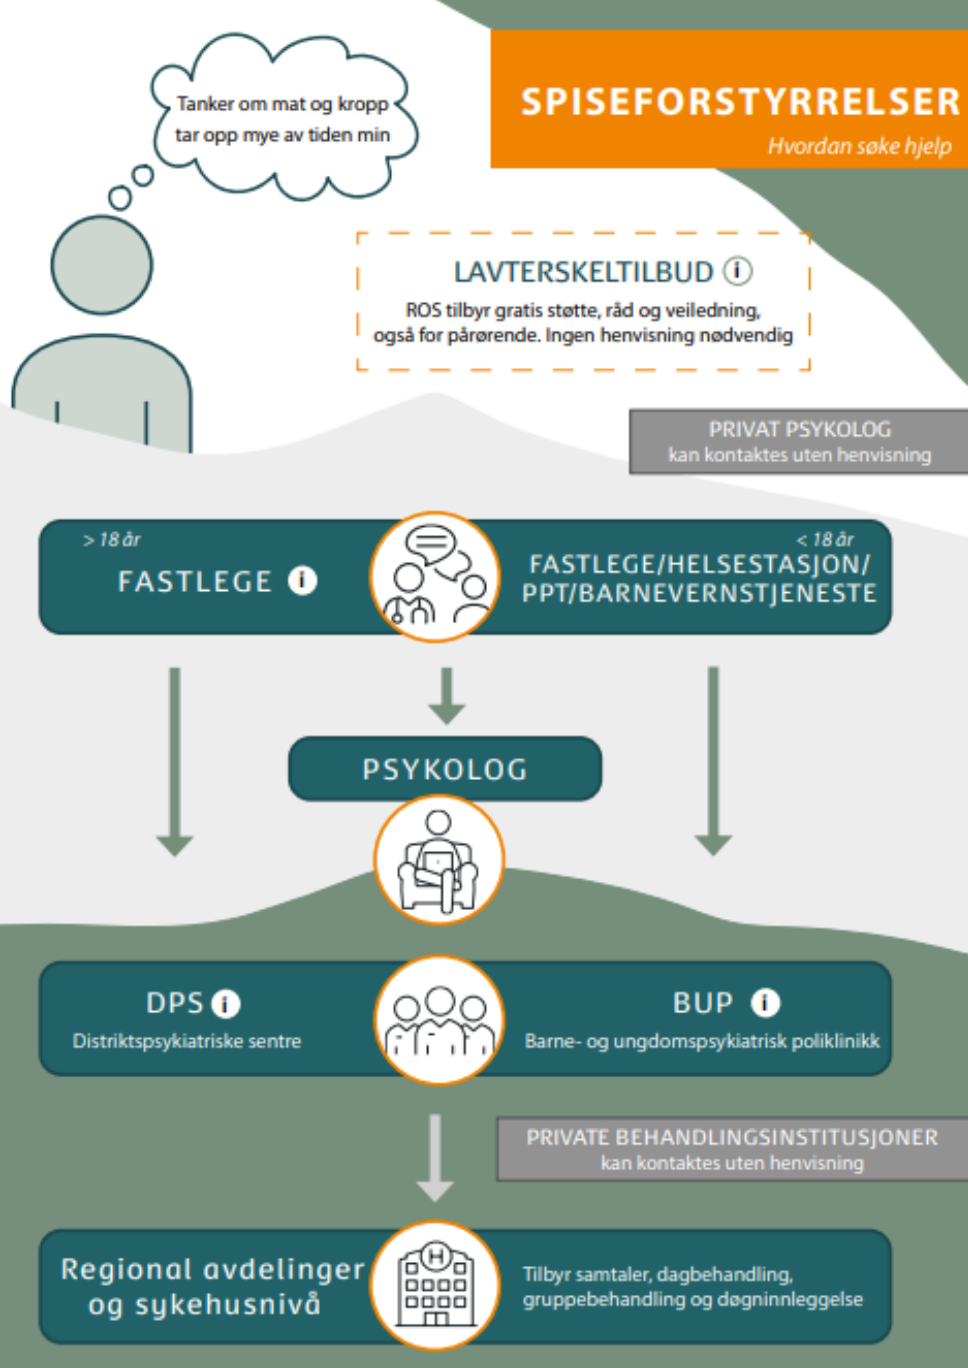 Tanker om mat og kropp
tar opp mye av tiden min
SPISEFORSTYRRELSER
Hvordan søke hjelp
LAVTERSKELTILBUD i
ROS tilbyr gratis støtte, råd og veiledning,
også for pårørende. Ingen henvisning nødvendig
PRIVAT PSYKOLOG
kan kontaktes uten henvisning
> 18 år
FASTLEGE i
< 18 år
FASTLEGE/HELSESTASJON/
PPT/BARNEVERNSTJENESTE
PSYKOLOG
DPS i
Distriktspsykiatriske sentre
BUP i
Barne- og ungdomspsykiatrisk poliklinikk
PRIVATE BEHANDLINGSINSTITUSJONER
kan kontaktes uten henvisning
Regional avdelinger
og sykehusnivå
H
Tilbyr samtaler, dagbehandling,
gruppebehandling og døgninnleggelse